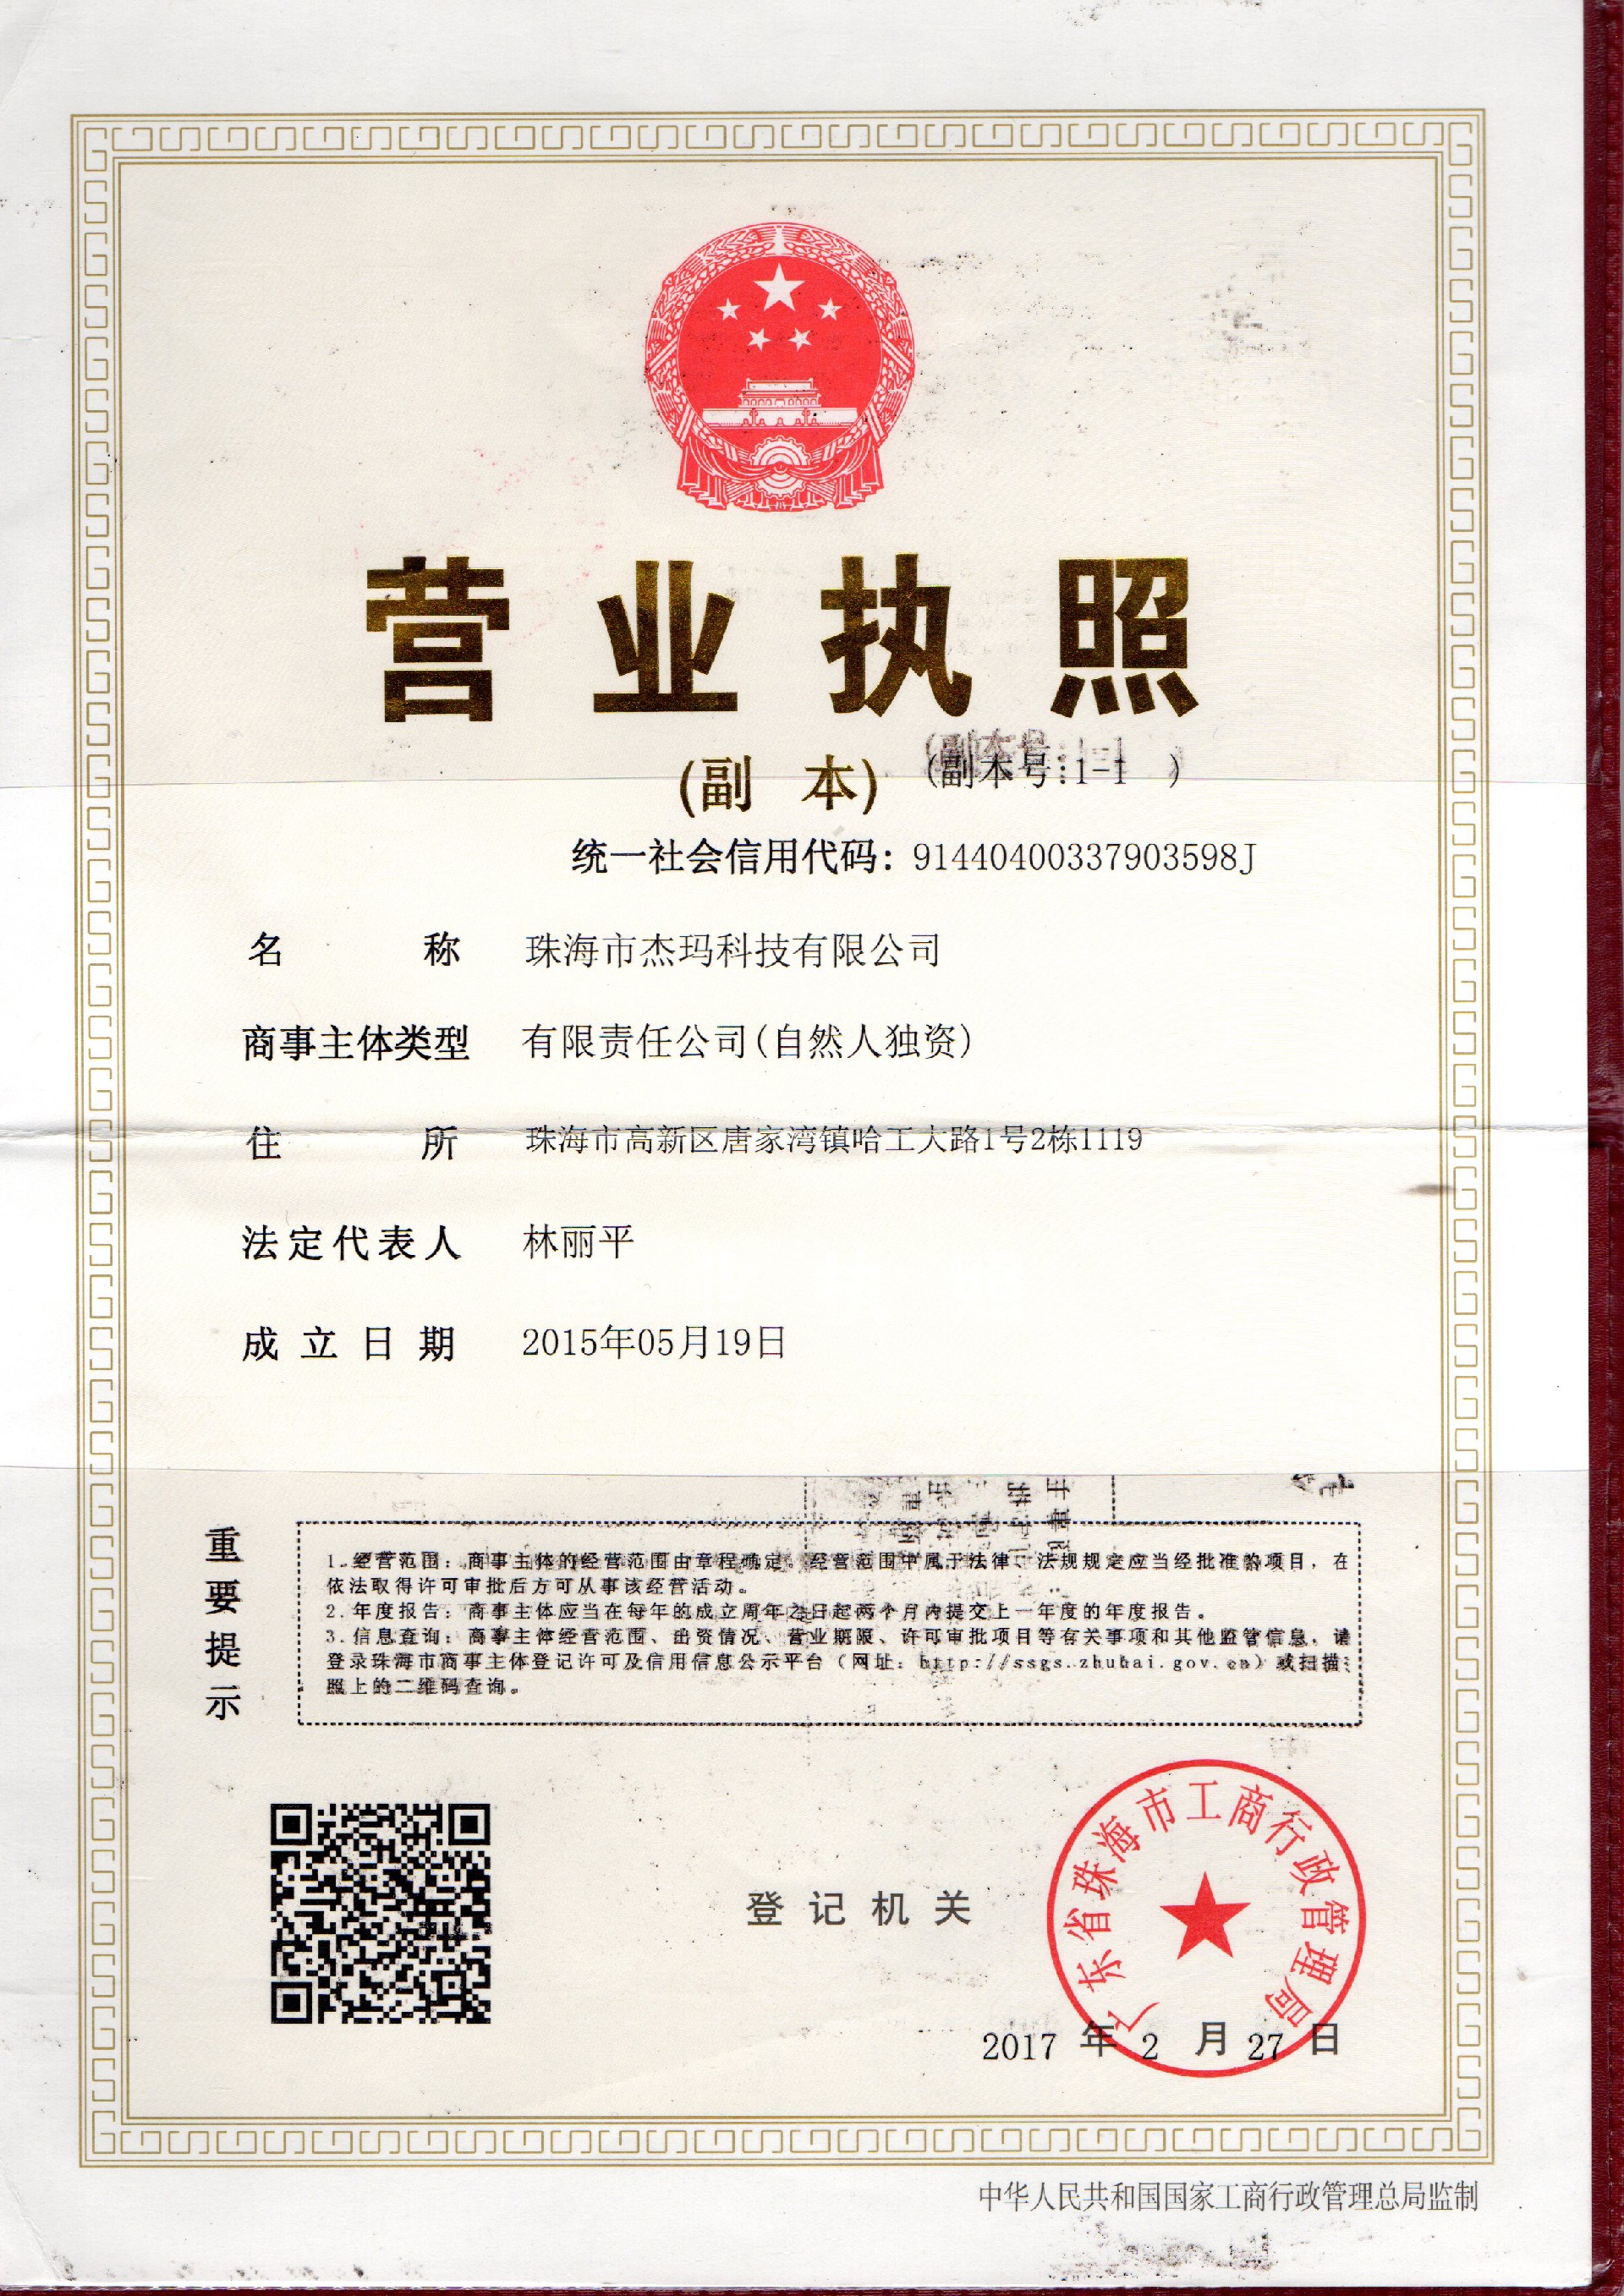 营业执照
(副 本) (副本号:1-1 )
统一社会信用代码：91440400337903598J
名 称 珠海市杰玛科技有限公司
商事主体类型 有限责任公司(自然人独资)
住 所 珠海市高新区唐家湾镇哈工大路1号2栋1119
法定代表人 林丽平
成立日期 2015年05月19日
重要提示
1.经营范围：商事主体的经营范围由章程确定。经营范围中属于法律、法规规定应当经批准的项目，在
依法取得许可审批后方可从事该经营活动。
2.年度报告：商事主体应当在每年的成立周年之日起两个月内提交上一年度的年度报告。
3.信息查询：商事主体经营范围、出资情况、营业期限、许可审批项目等有关事项和其他监管信息，请
登录珠海市商事主体登记许可及信用信息公示平台（网址：http://ssgs.zhuhai.gov.cn）或扫描
照上的二维码查询。
登记机关
广东省珠海市工商行政管理局
2017 年 2 月 27 日
中华人民共和国国家工商行政管理总局监制